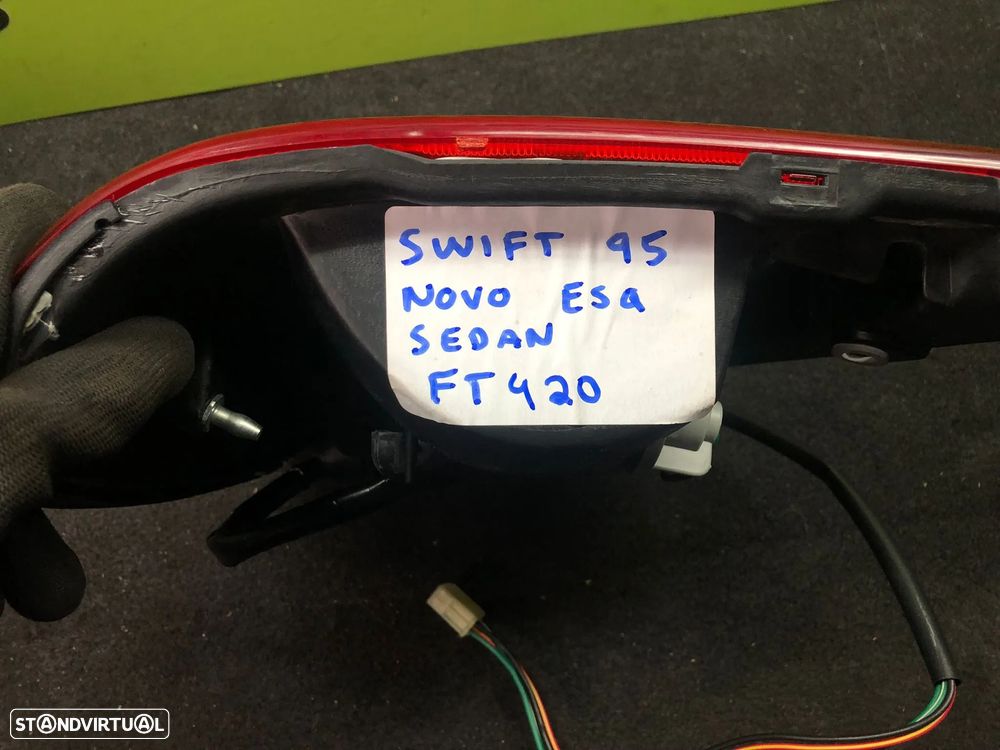 SWIFT 95
NOVO ESQ
SEDAN
FT420
STANDVIRTUAL